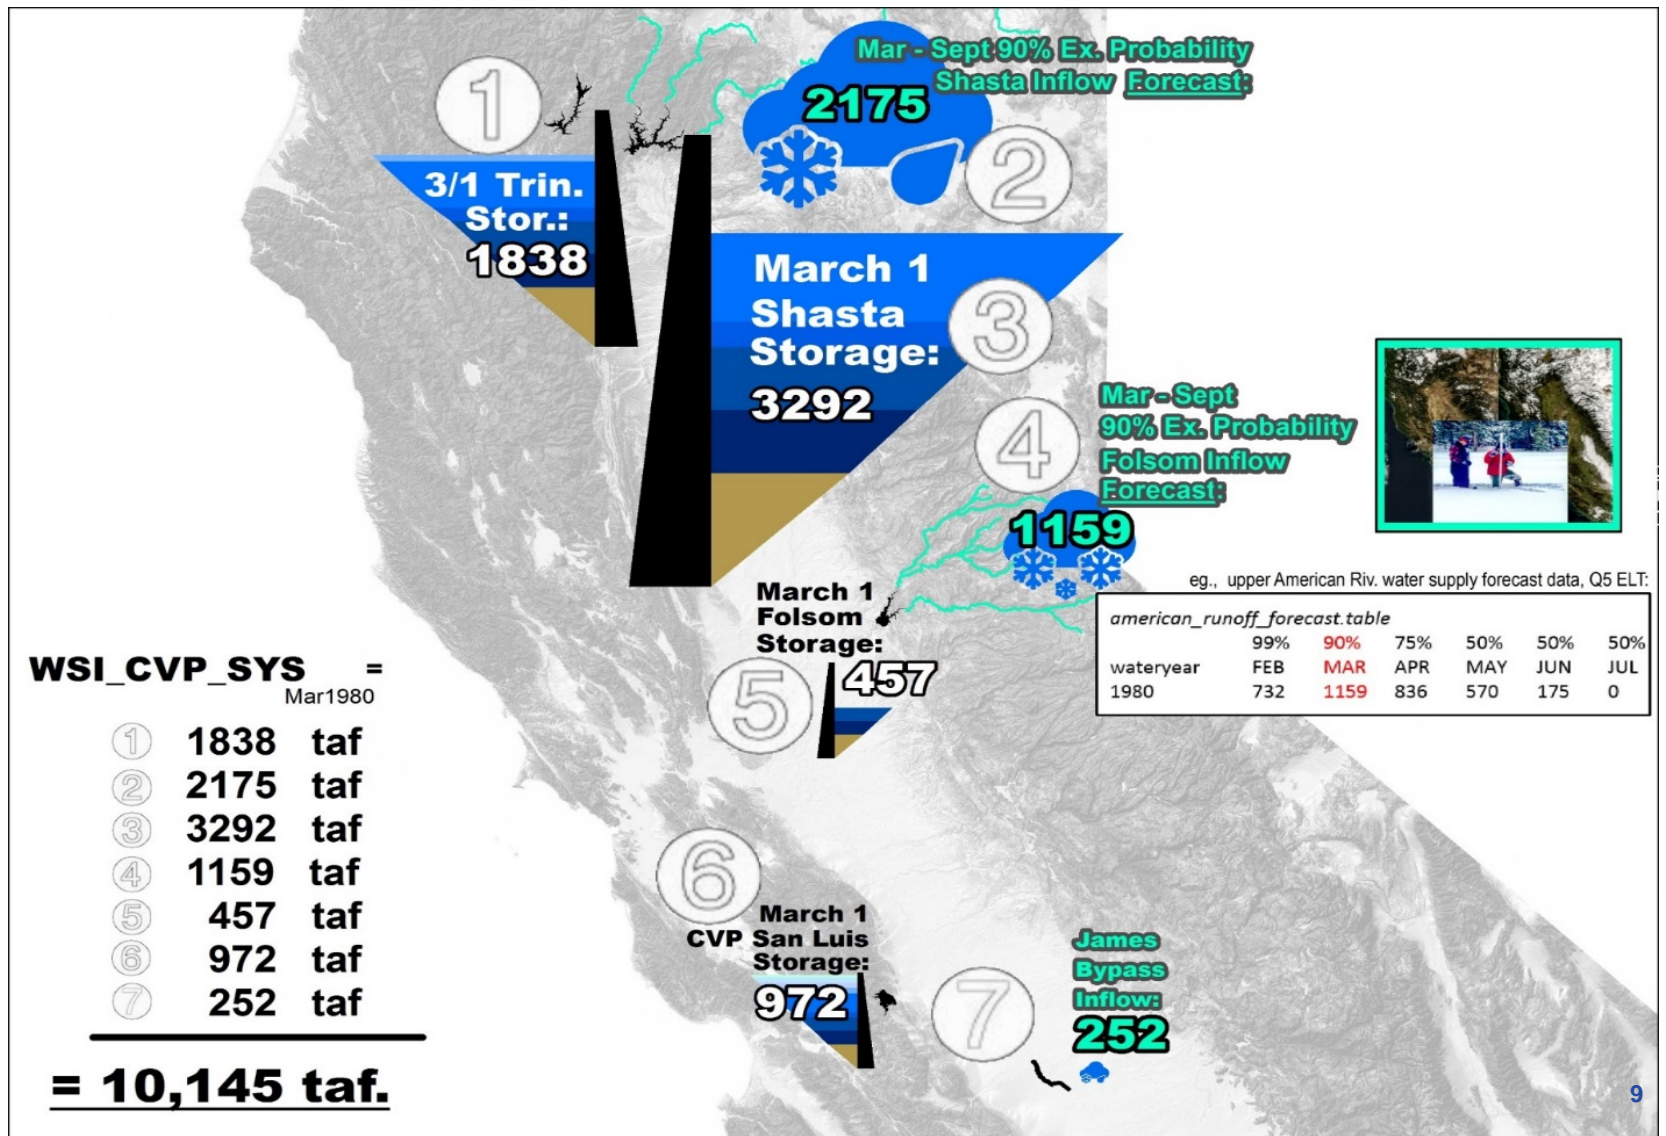 Mar - Sept 90% Ex. Probability
Shasta Inflow Forecast:
2175
1
2
3/1 Trin.
Stor.:
1838
March 1
Shasta
Storage:
3292
3
4
Mar - Sept
90% Ex. Probability
Folsom Inflow
Forecast:
1159
eg., upper American Riv. water supply forecast data, Q5 ELT:
american_runoff_forecast.table
99% 90% 75% 50% 50% 50%
wateryear FEB MAR APR MAY JUN JUL
1980 732 1159 836 570 175 0
March 1
Folsom
Storage:
457
5
WSI_CVP_SYS =
Mar1980
1 1838 taf
2 2175 taf
3 3292 taf
4 1159 taf
5 457 taf
6 972 taf
7 252 taf
= 10,145 taf.
6
March 1
CVP San Luis
Storage:
972
7
James
Bypass
Inflow:
252
9